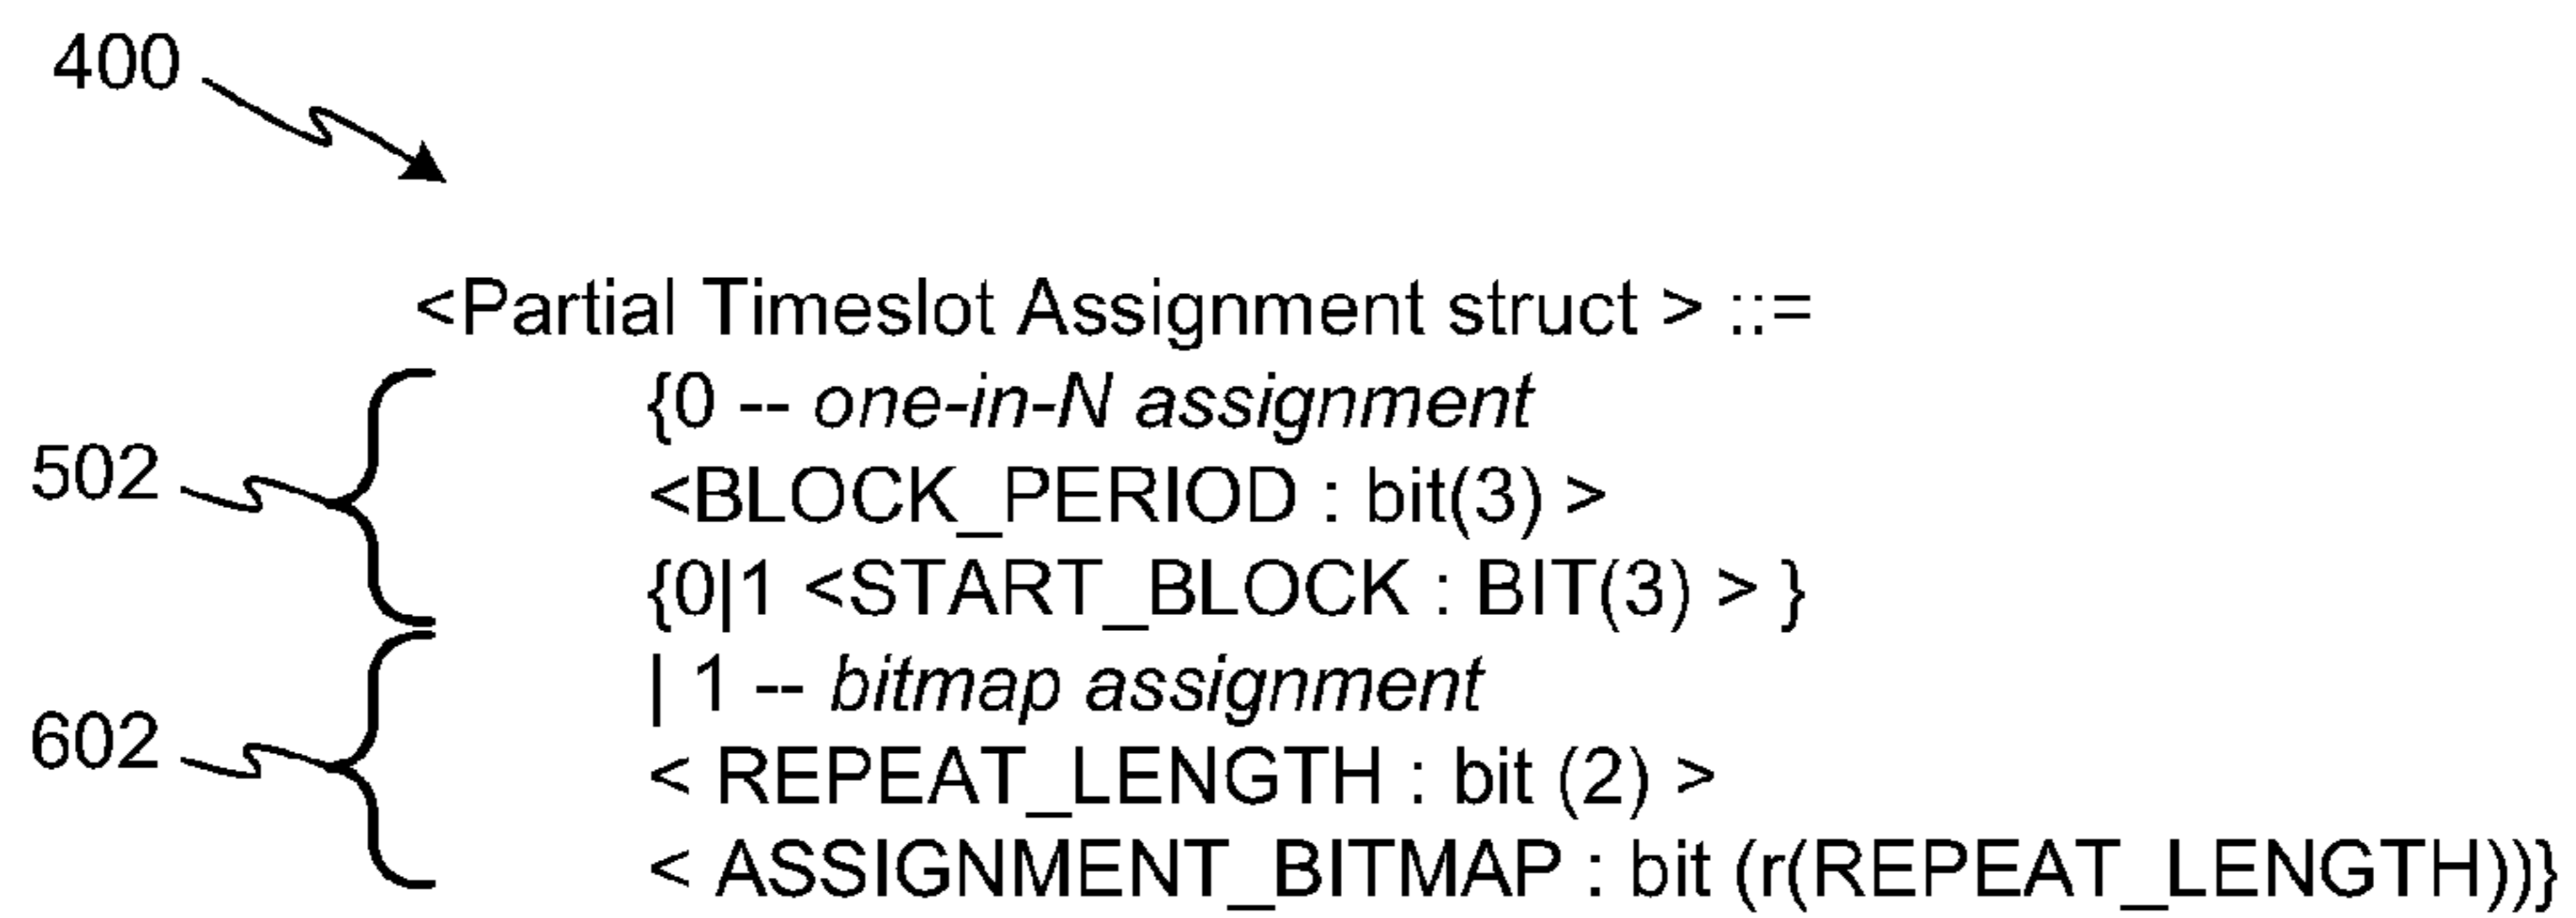 400
<Partial Timeslot Assignment struct > ::=
{0 -- one-in-N assignment
502
<BLOCK_PERIOD : bit(3) >
{0|1 <START_BLOCK : BIT(3) > }
| 1 -- bitmap assignment
602
< REPEAT_LENGTH : bit (2) >
< ASSIGNMENT_BITMAP : bit (r(REPEAT_LENGTH))}